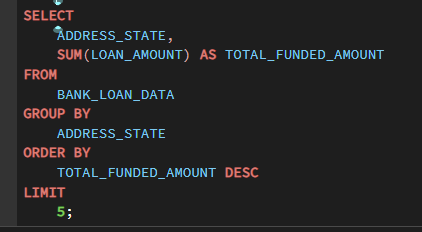 SELECT
ADDRESS_STATE,
SUM(LOAN_AMOUNT) AS TOTAL_FUNDED_AMOUNT
FROM
BANK_LOAN_DATA
GROUP BY
ADDRESS_STATE
ORDER BY
TOTAL_FUNDED_AMOUNT DESC
LIMIT
5;